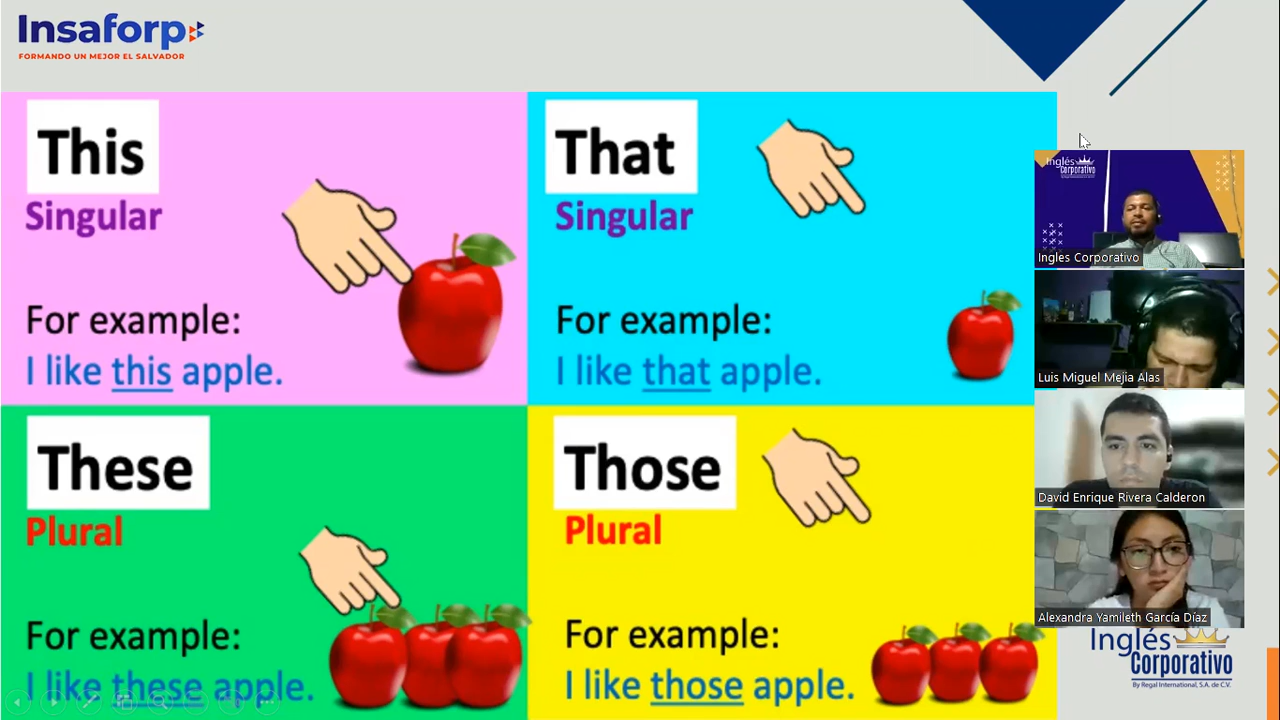 Insaforp
FORMANDO UN MEJOR EL SALVADOR
This
Singular
For example:
I like this apple.
That
Singular
For example:
I like that apple.
These
Plural
For example:
I like these apple.
Those
Plural
For example:
I like those apple.
Inglés
Corporativo
Ingles Corporativo
Luis Miguel Mejia Alas
David Enrique Rivera Calderon
Alexandra Yamileth García Díaz
Inglés
Corporativo
By Regal International, S.A. de C.V.